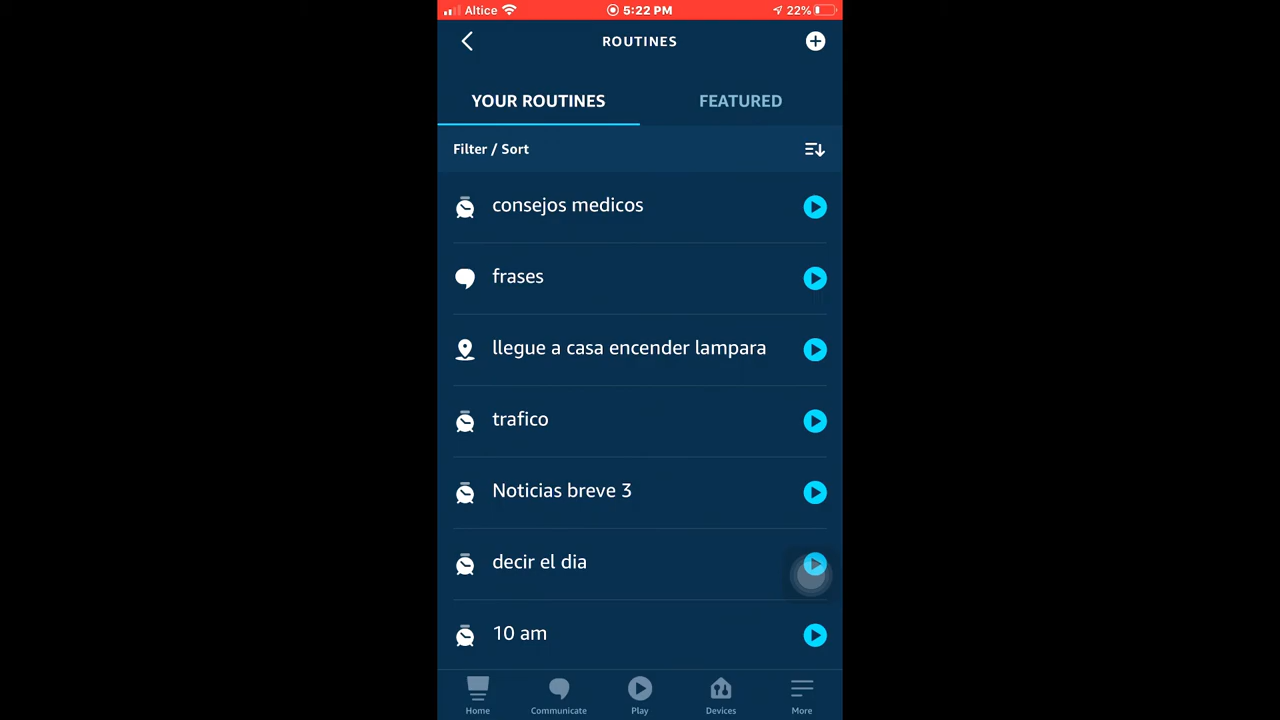 Altice 5:22 PM 22%
ROUTINES
YOUR ROUTINES FEATURED
Filter / Sort
consejos medicos
frases
llegue a casa encender lampara
trafico
Noticias breve 3
decir el dia
10 am
Home Communicate Play Devices More